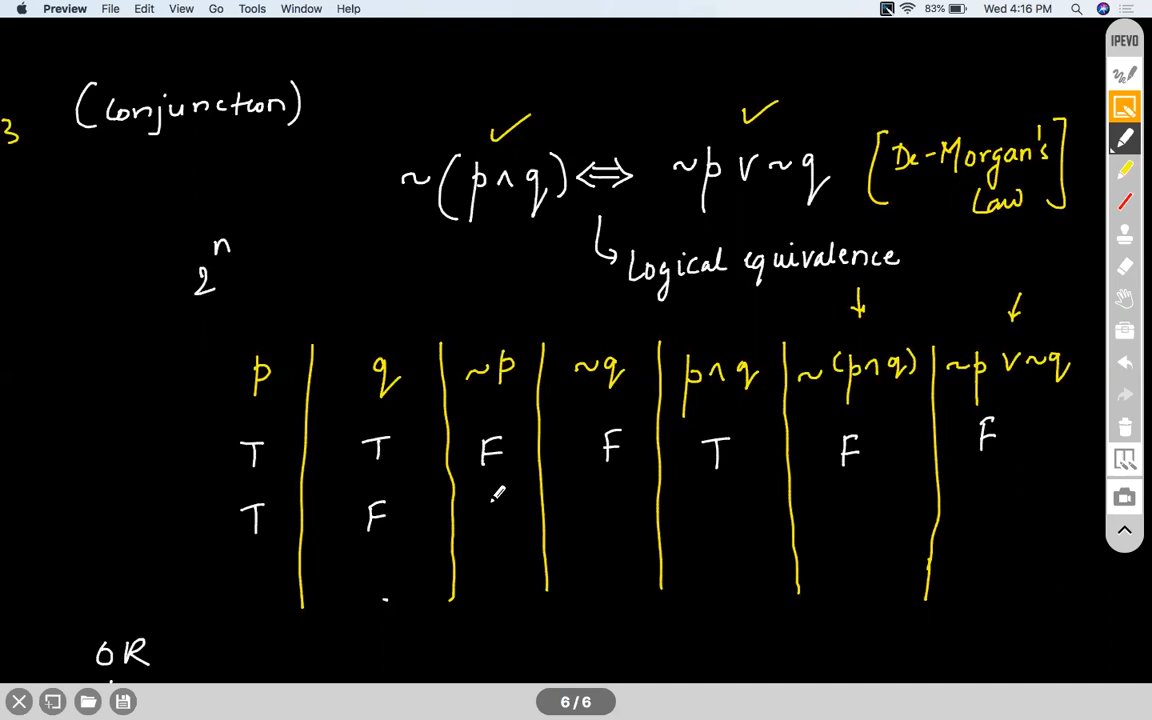 Preview File Edit View Go Tools Window Help 83% Wed 4:16 PM
IPEVO
(Conjunction)
3
~(p∧q) ⇔ ~p ∨ ~q [De-Morgan's
Law]
2^n
Logical equivalence
p q ~p ~q p∧q ~(p∧q) ~p ∨ ~q
T T F F T F F
T F
OR
6/6